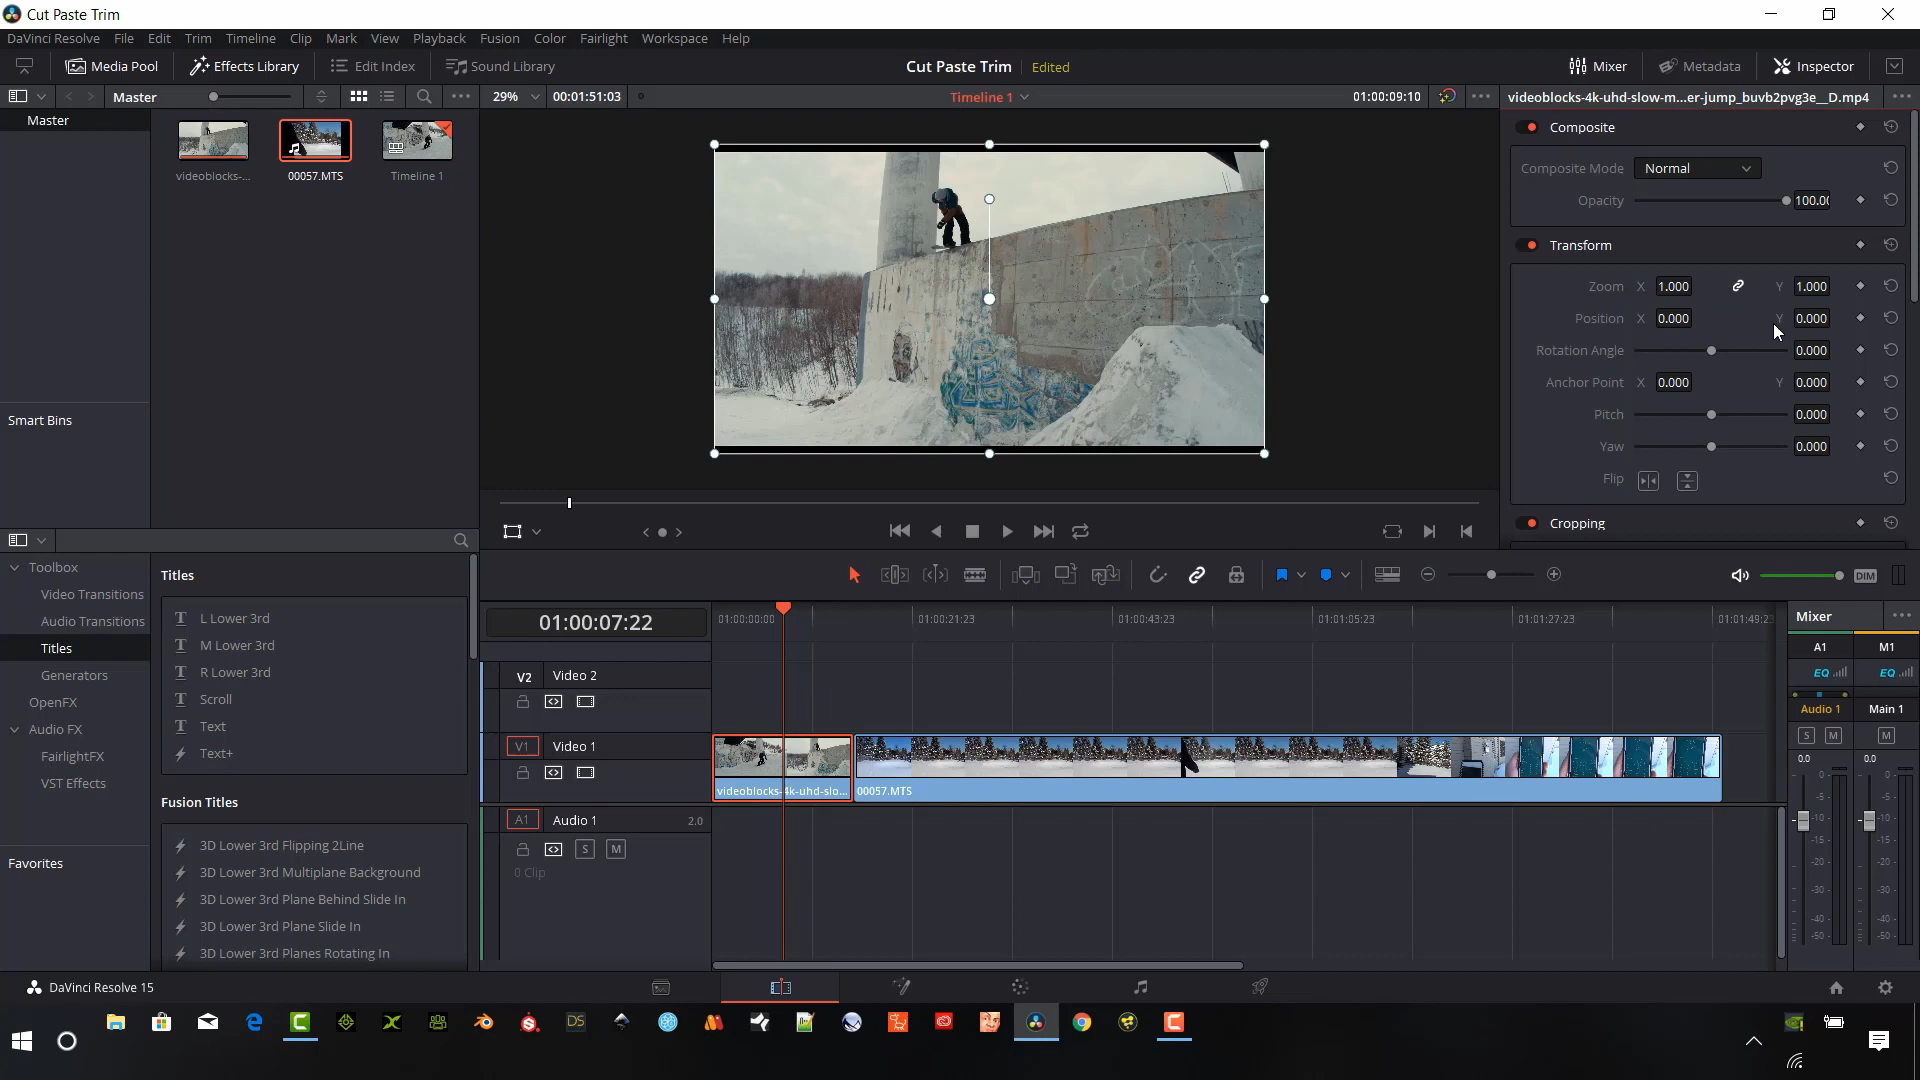 Cut Paste Trim
DaVinci Resolve File Edit Trim Timeline Clip Mark View Playback Fusion Color Fairlight Workspace Help
Media Pool Effects Library Edit Index Sound Library Cut Paste Trim Edited Mixer Metadata Inspector
Master 29% 00:01:51:03 Timeline 1 01:00:09:10 videoblocks-4k-uhd-slow-m...er-jump_buvb2pvg3e__D.mp4
Master
videoblocks-... 00057.MTS Timeline 1
Composite
Composite Mode Normal
Opacity 100.00
Transform
Zoom X 1.000 Y 1.000
Position X 0.000 Y 0.000
Rotation Angle 0.000
Anchor Point X 0.000 Y 0.000
Pitch 0.000
Yaw 0.000
Flip
Cropping
Smart Bins
Toolbox
Video Transitions
Audio Transitions
Titles
Generators
OpenFX
Audio FX
FairlightFX
VST Effects
Favorites
Titles
L Lower 3rd
M Lower 3rd
R Lower 3rd
Scroll
Text
Text+
Fusion Titles
3D Lower 3rd Flipping 2Line
3D Lower 3rd Multiplane Background
3D Lower 3rd Plane Behind Slide In
3D Lower 3rd Plane Slide In
3D Lower 3rd Planes Rotating In
DIM
01:00:07:22 01:00:00:00 01:00:21:23 01:00:43:23 01:01:05:23 01:01:27:23 01:01:49:23
V2 Video 2
V1 Video 1
videoblocks-4k-uhd-slo... 00057.MTS
A1 Audio 1 2.0
S M
0 Clip
Mixer
A1 M1
EQ EQ
Audio 1 Main 1
S M M
0.0 0.0
0- 0-
-5- -5-
-10- -10-
-15- -15-
-20- -20-
-30- -30-
-40- -40-
-50- -50-
DaVinci Resolve 15
DS